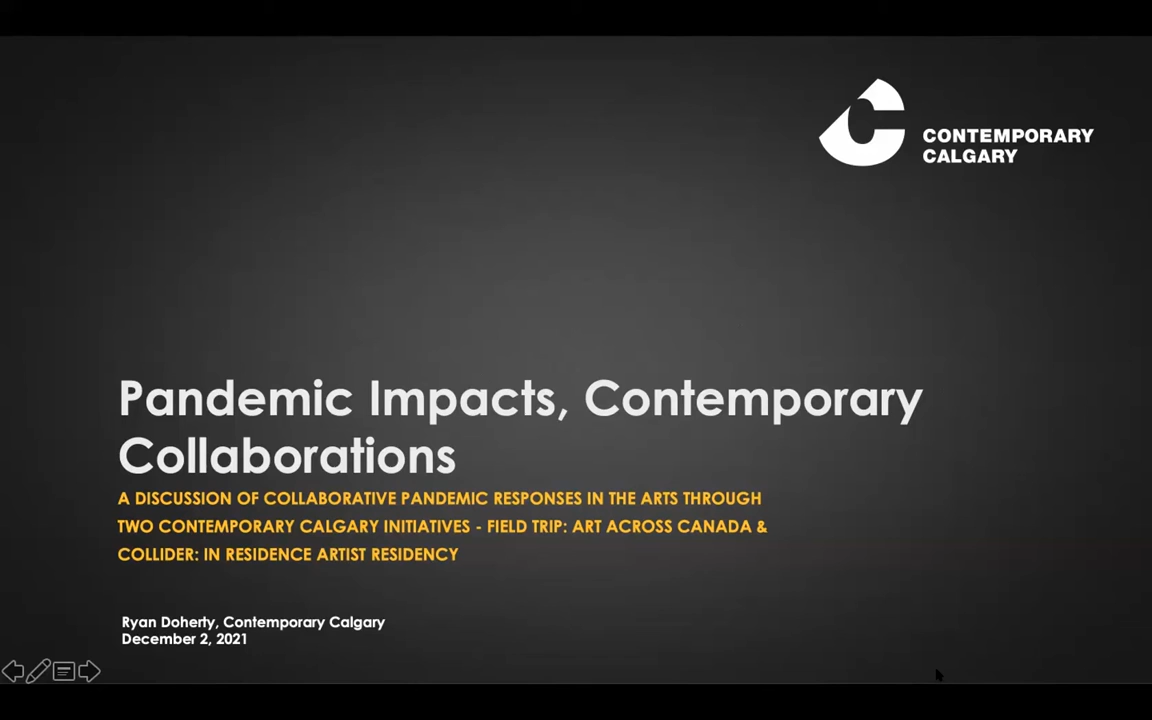 CONTEMPORARY
CALGARY
Pandemic Impacts, Contemporary
Collaborations
A DISCUSSION OF COLLABORATIVE PANDEMIC RESPONSES IN THE ARTS THROUGH
TWO CONTEMPORARY CALGARY INITIATIVES - FIELD TRIP: ART ACROSS CANADA &
COLLIDER: IN RESIDENCE ARTIST RESIDENCY
Ryan Doherty, Contemporary Calgary
December 2, 2021